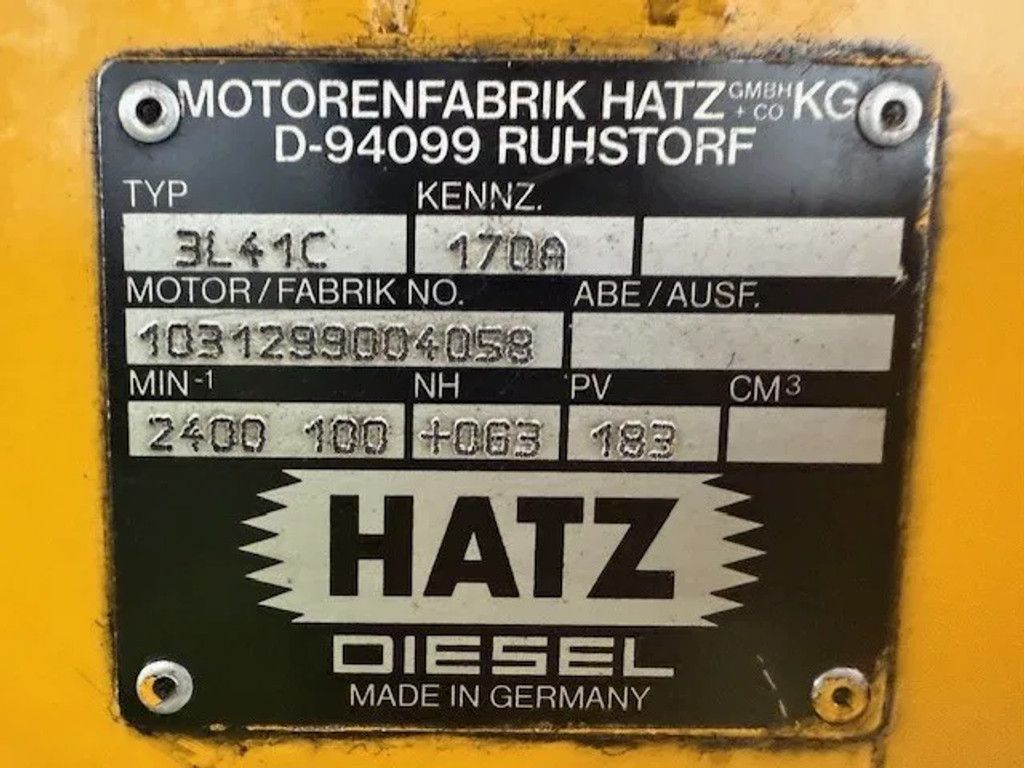 MOTORENFABRIK HATZ GMBH + CO KG
D-94099 RUHSTORF
TYP KENNZ.
3L41C 170A
MOTOR/FABRIK NO. ABE/AUSF.
1031299004058
MIN-1 NH PV CM3
2400 100 +063 183
HATZ
DIESEL
MADE IN GERMANY